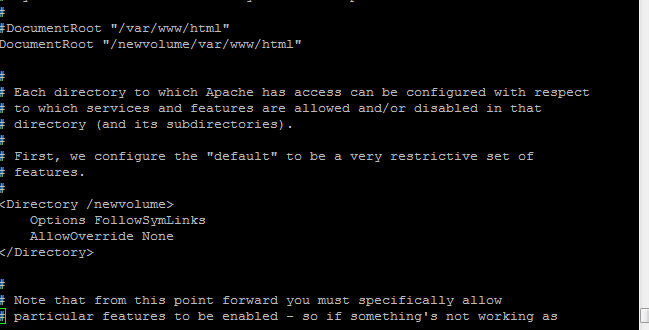 #
#DocumentRoot "/var/www/html"
DocumentRoot "/newvolume/var/www/html"
#
# Each directory to which Apache has access can be configured with respect
# to which services and features are allowed and/or disabled in that
# directory (and its subdirectories).
#
# First, we configure the "default" to be a very restrictive set of
# features.
#
<Directory /newvolume>
    Options FollowSymLinks
    AllowOverride None
</Directory>
#
# Note that from this point forward you must specifically allow
# particular features to be enabled - so if something's not working as